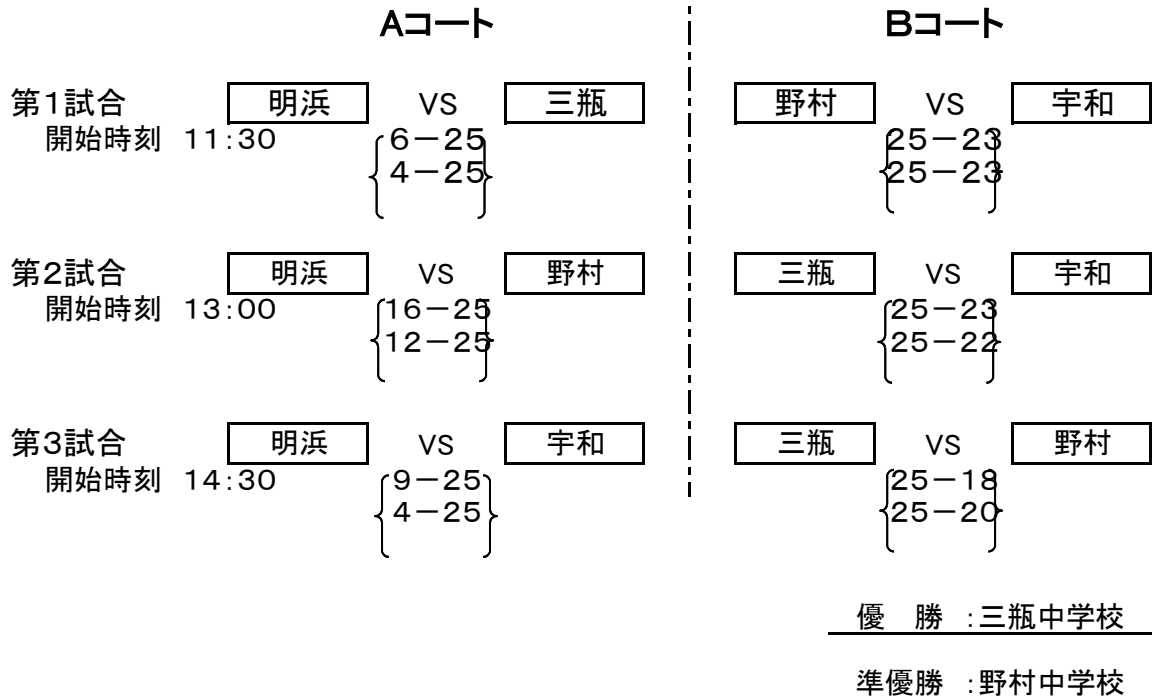 Aコート Bコート
第1試合 明浜 VS 三瓶 野村 VS 宇和
開始時刻 11:30 6-25 25-23
4-25 25-23
第2試合 明浜 VS 野村 三瓶 VS 宇和
開始時刻 13:00 16-25 25-23
12-25 25-22
第3試合 明浜 VS 宇和 三瓶 VS 野村
開始時刻 14:30 9-25 25-18
4-25 25-20
優 勝 :三瓶中学校
準優勝 :野村中学校